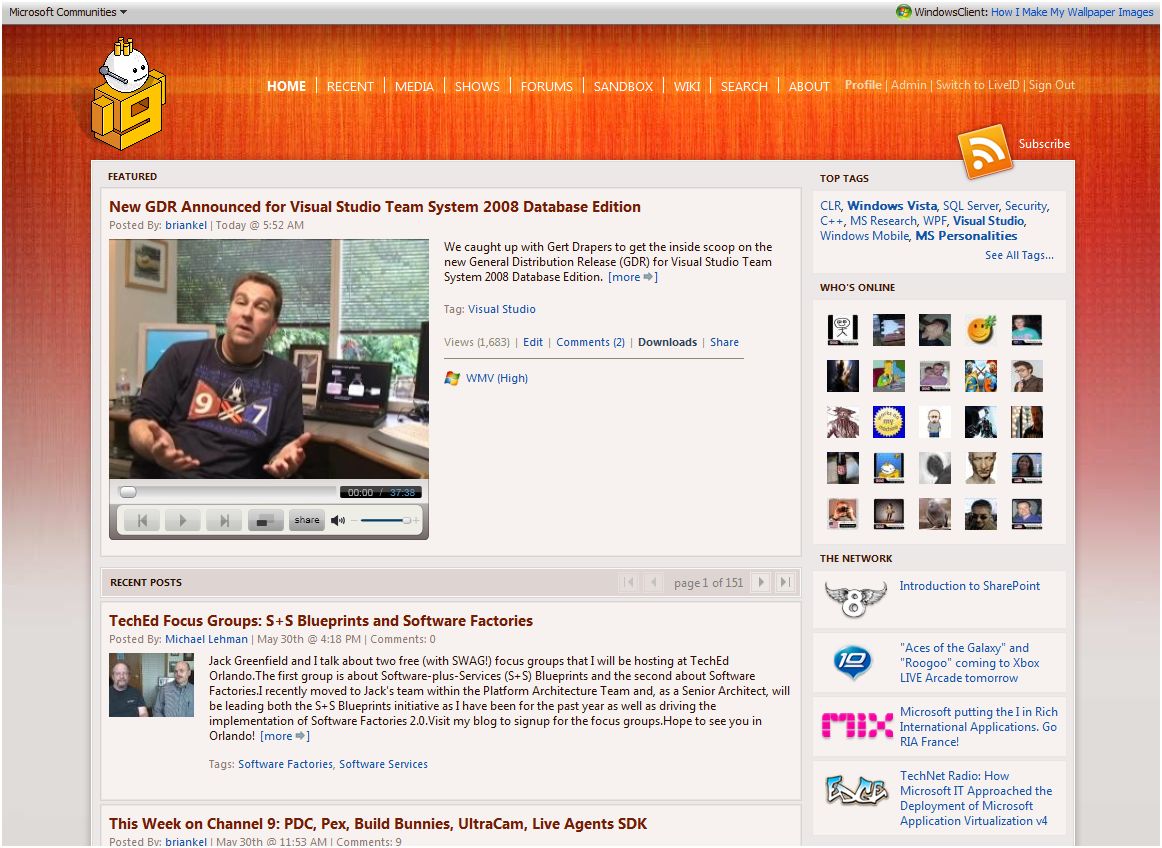 Microsoft Communities
WindowsClient: How I Make My Wallpaper Images
HOME | RECENT | MEDIA | SHOWS | FORUMS | SANDBOX | WIKI | SEARCH | ABOUT
Profile | Admin | Switch to LiveID | Sign Out
Subscribe
FEATURED
New GDR Announced for Visual Studio Team System 2008 Database Edition
Posted By: briankel | Today @ 5:52 AM
9 7
We caught up with Gert Drapers to get the inside scoop on the
new General Distribution Release (GDR) for Visual Studio Team
System 2008 Database Edition. [more ]
Tag: Visual Studio
Views (1,683) | Edit | Comments (2) | Downloads | Share
WMV (High)
00:00 / 37:38
share
RECENT POSTS
page 1 of 151
TechEd Focus Groups: S+S Blueprints and Software Factories
Posted By: Michael Lehman | May 30th @ 4:18 PM | Comments: 0
Jack Greenfield and I talk about two free (with SWAG!) focus groups that I will be hosting at TechEd
Orlando.The first group is about Software-plus-Services (S+S) Blueprints and the second about Software
Factories.I recently moved to Jack's team within the Platform Architecture Team and, as a Senior Architect, will
be leading both the S+S Blueprints initiative as I have been for the past year as well as driving the
implementation of Software Factories 2.0.Visit my blog to signup for the focus groups.Hope to see you in
Orlando! [more ]
Tags: Software Factories, Software Services
This Week on Channel 9: PDC, Pex, Build Bunnies, UltraCam, Live Agents SDK
Posted By: briankel | May 30th @ 11:53 AM | Comments: 9
TOP TAGS
CLR, Windows Vista, SQL Server, Security,
C++, MS Research, WPF, Visual Studio,
Windows Mobile, MS Personalities
See All Tags...
WHO'S ONLINE
works on
my
machine
THE NETWORK
8
Introduction to SharePoint
10
"Aces of the Galaxy" and
"Roogoo" coming to Xbox
LIVE Arcade tomorrow
MIX
Microsoft putting the I in Rich
International Applications. Go
RIA France!
EDGE
TechNet Radio: How
Microsoft IT Approached the
Deployment of Microsoft
Application Virtualization v4